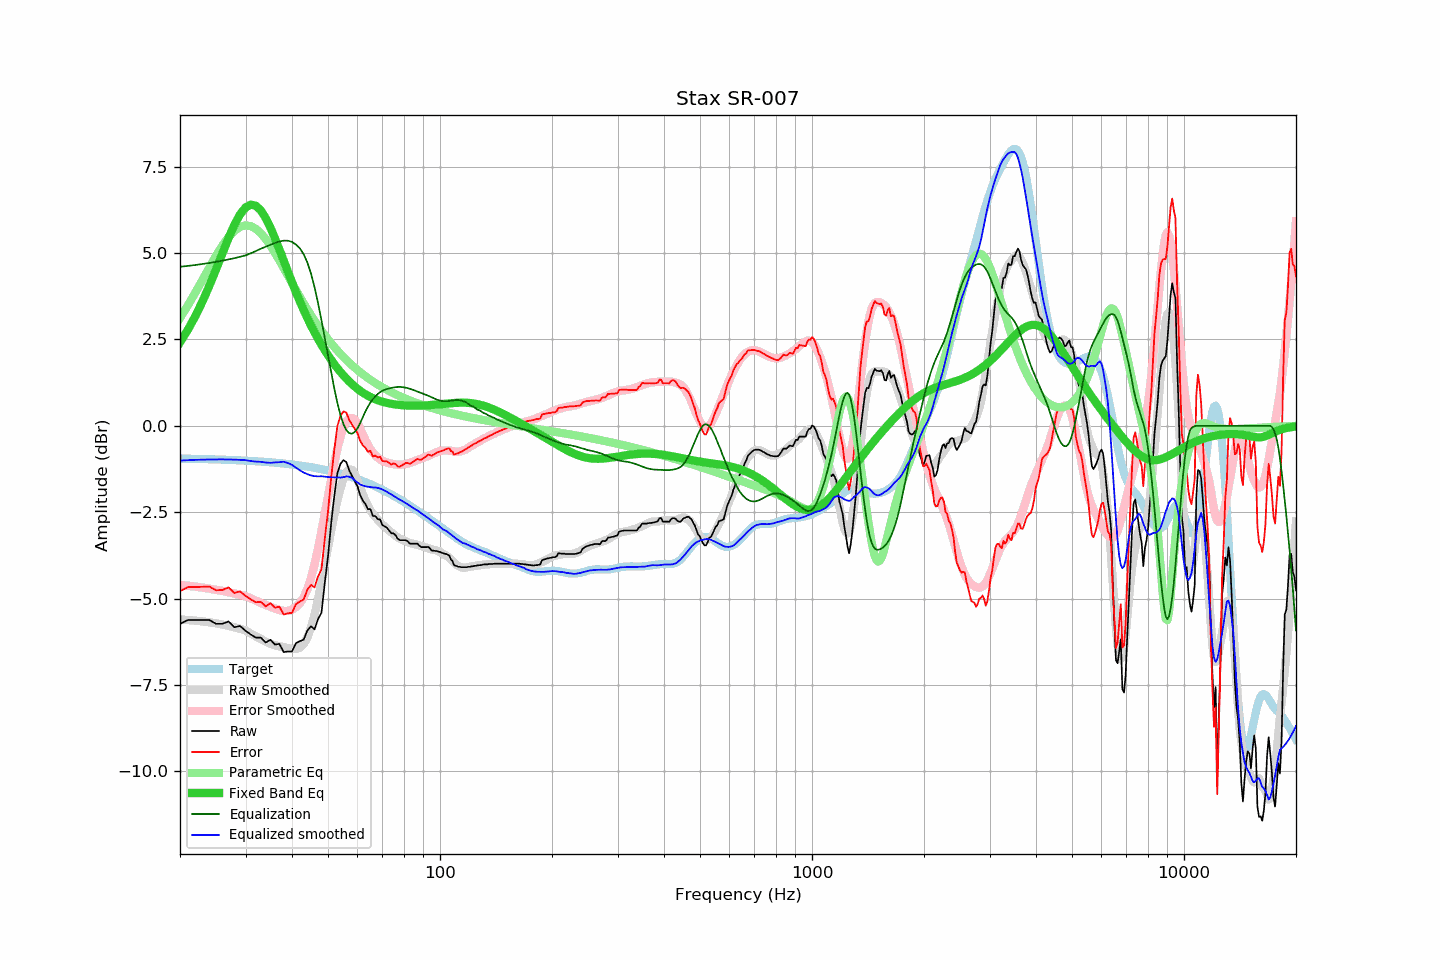 Stax SR-007
7.5
5.0
2.5
0.0
−2.5
−5.0
−7.5
−10.0
Amplitude (dBr)
Target
Raw Smoothed
Error Smoothed
Raw
Error
Parametric Eq
Fixed Band Eq
Equalization
Equalized smoothed
100
1000
10000
Frequency (Hz)